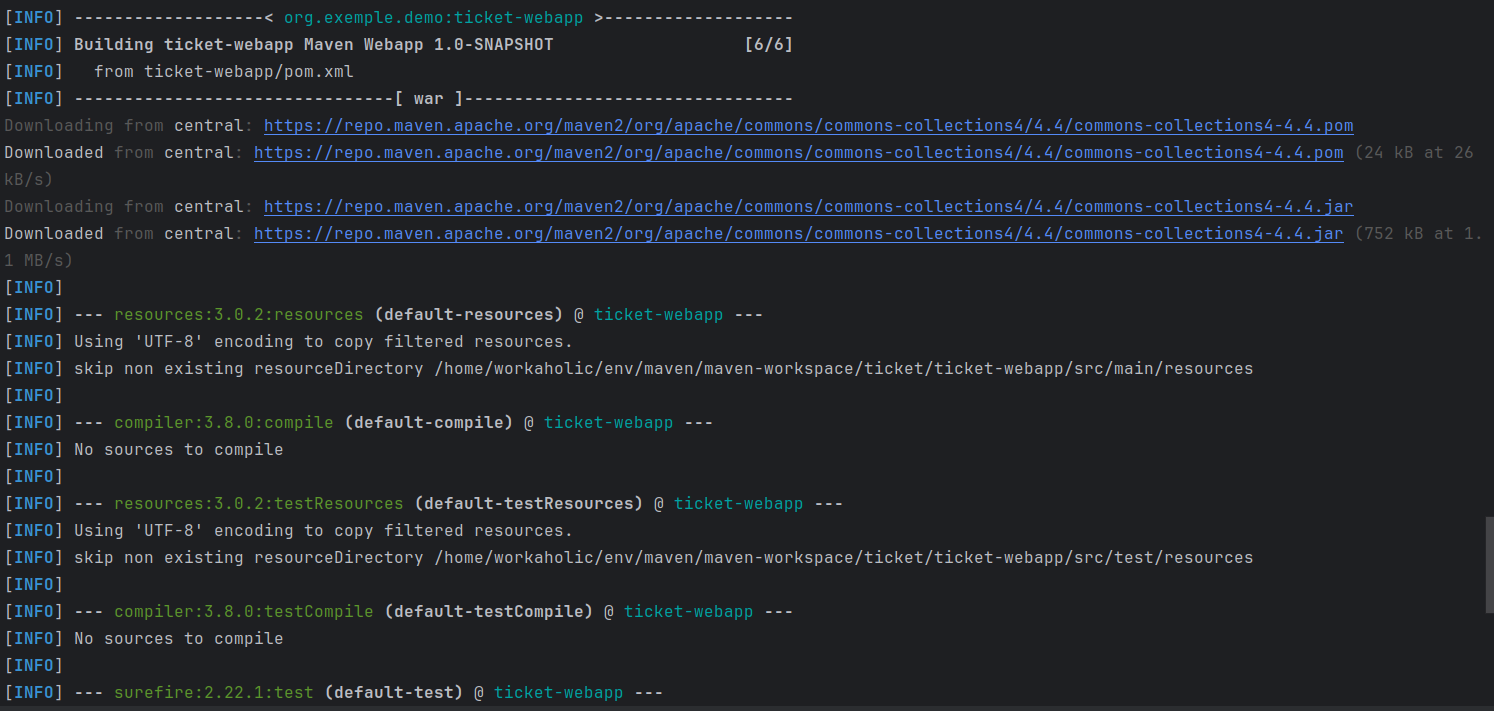 [INFO] -------------------< org.exemple.demo:ticket-webapp >-------------------
[INFO] Building ticket-webapp Maven Webapp 1.0-SNAPSHOT                   [6/6]
[INFO]   from ticket-webapp/pom.xml
[INFO] --------------------------------[ war ]---------------------------------
Downloading from central: https://repo.maven.apache.org/maven2/org/apache/commons/commons-collections4/4.4/commons-collections4-4.4.pom
Downloaded from central: https://repo.maven.apache.org/maven2/org/apache/commons/commons-collections4/4.4/commons-collections4-4.4.pom (24 kB at 26
kB/s)
Downloading from central: https://repo.maven.apache.org/maven2/org/apache/commons/commons-collections4/4.4/commons-collections4-4.4.jar
Downloaded from central: https://repo.maven.apache.org/maven2/org/apache/commons/commons-collections4/4.4/commons-collections4-4.4.jar (752 kB at 1.
1 MB/s)
[INFO]
[INFO] --- resources:3.0.2:resources (default-resources) @ ticket-webapp ---
[INFO] Using 'UTF-8' encoding to copy filtered resources.
[INFO] skip non existing resourceDirectory /home/workaholic/env/maven/maven-workspace/ticket/ticket-webapp/src/main/resources
[INFO]
[INFO] --- compiler:3.8.0:compile (default-compile) @ ticket-webapp ---
[INFO] No sources to compile
[INFO]
[INFO] --- resources:3.0.2:testResources (default-testResources) @ ticket-webapp ---
[INFO] Using 'UTF-8' encoding to copy filtered resources.
[INFO] skip non existing resourceDirectory /home/workaholic/env/maven/maven-workspace/ticket/ticket-webapp/src/test/resources
[INFO]
[INFO] --- compiler:3.8.0:testCompile (default-testCompile) @ ticket-webapp ---
[INFO] No sources to compile
[INFO]
[INFO] --- surefire:2.22.1:test (default-test) @ ticket-webapp ---